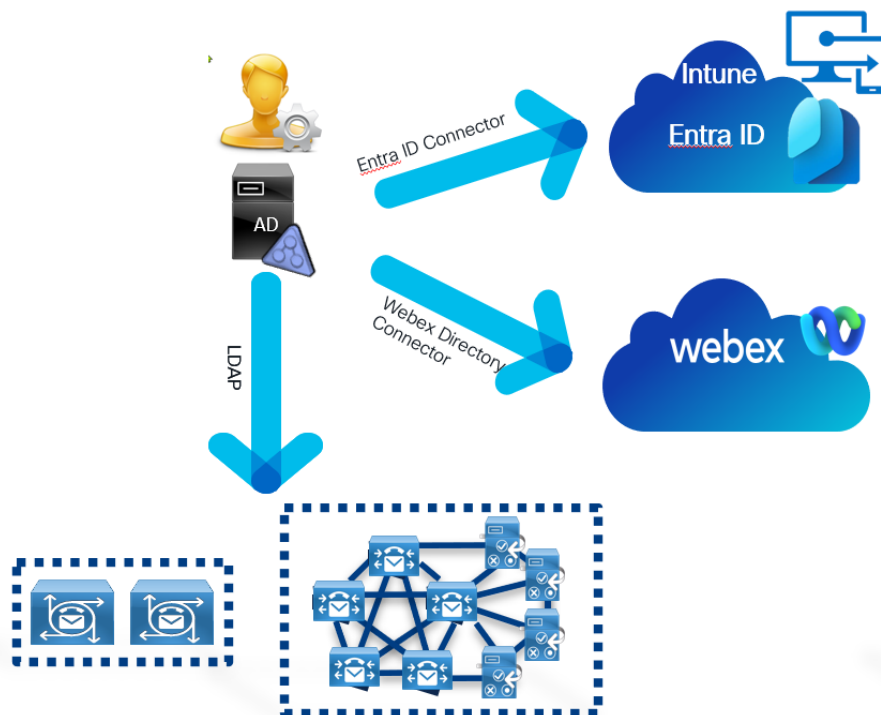 Intune
Entra ID Connector
Entra ID
AD
Webex Directory
Connector
webex
LDAP